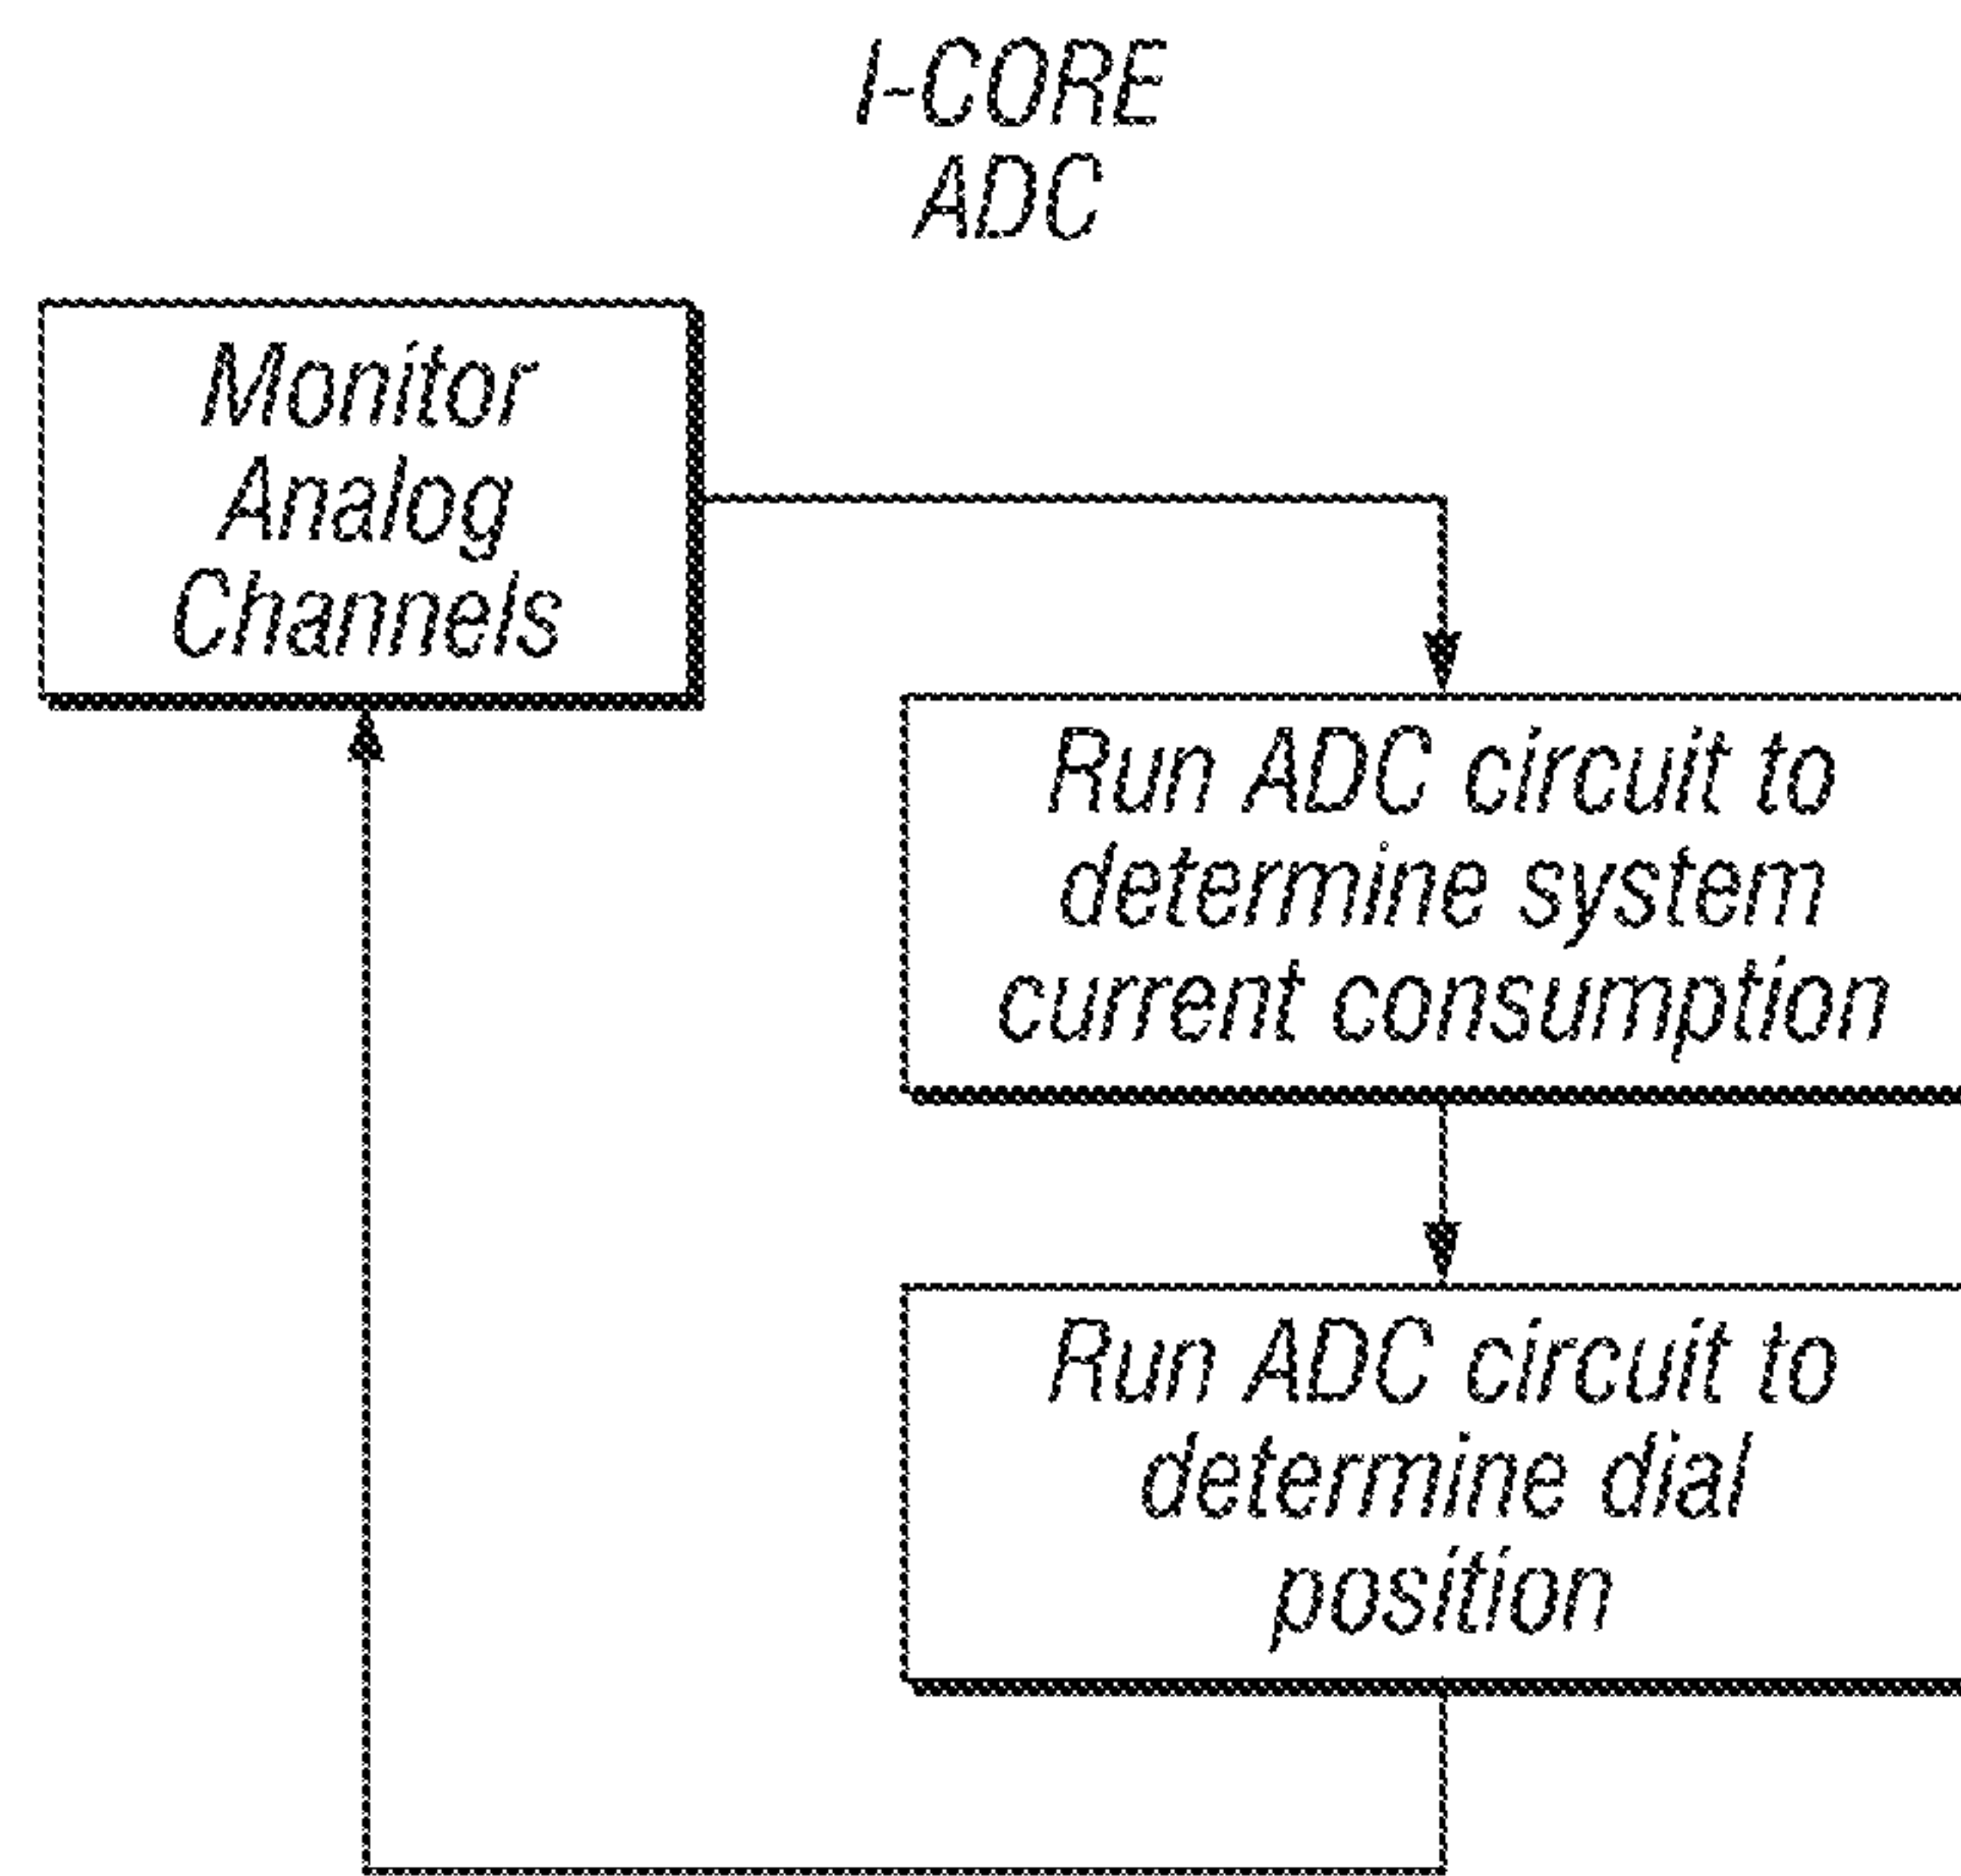 I-CORE
ADC
Monitor
Analog
Channels
Run ADC circuit to
determine system
current consumption
Run ADC circuit to
determine dial
position